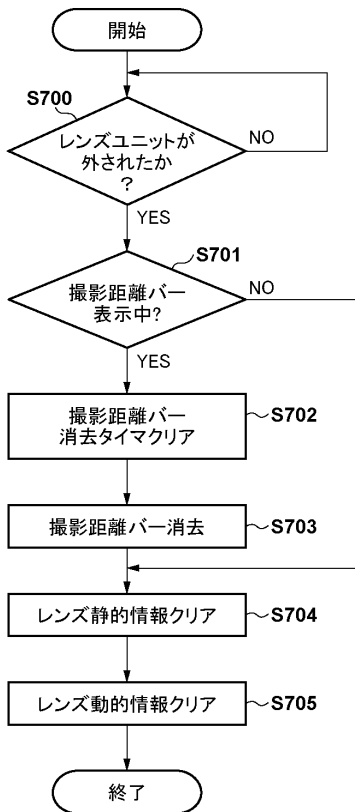 開始
S700
レンズユニットが
外されたか
?
NO
YES
S701
撮影距離バー
表示中?
NO
YES
撮影距離バー
消去タイマクリア
S702
撮影距離バー消去
S703
レンズ静的情報クリア
S704
レンズ動的情報クリア
S705
終了